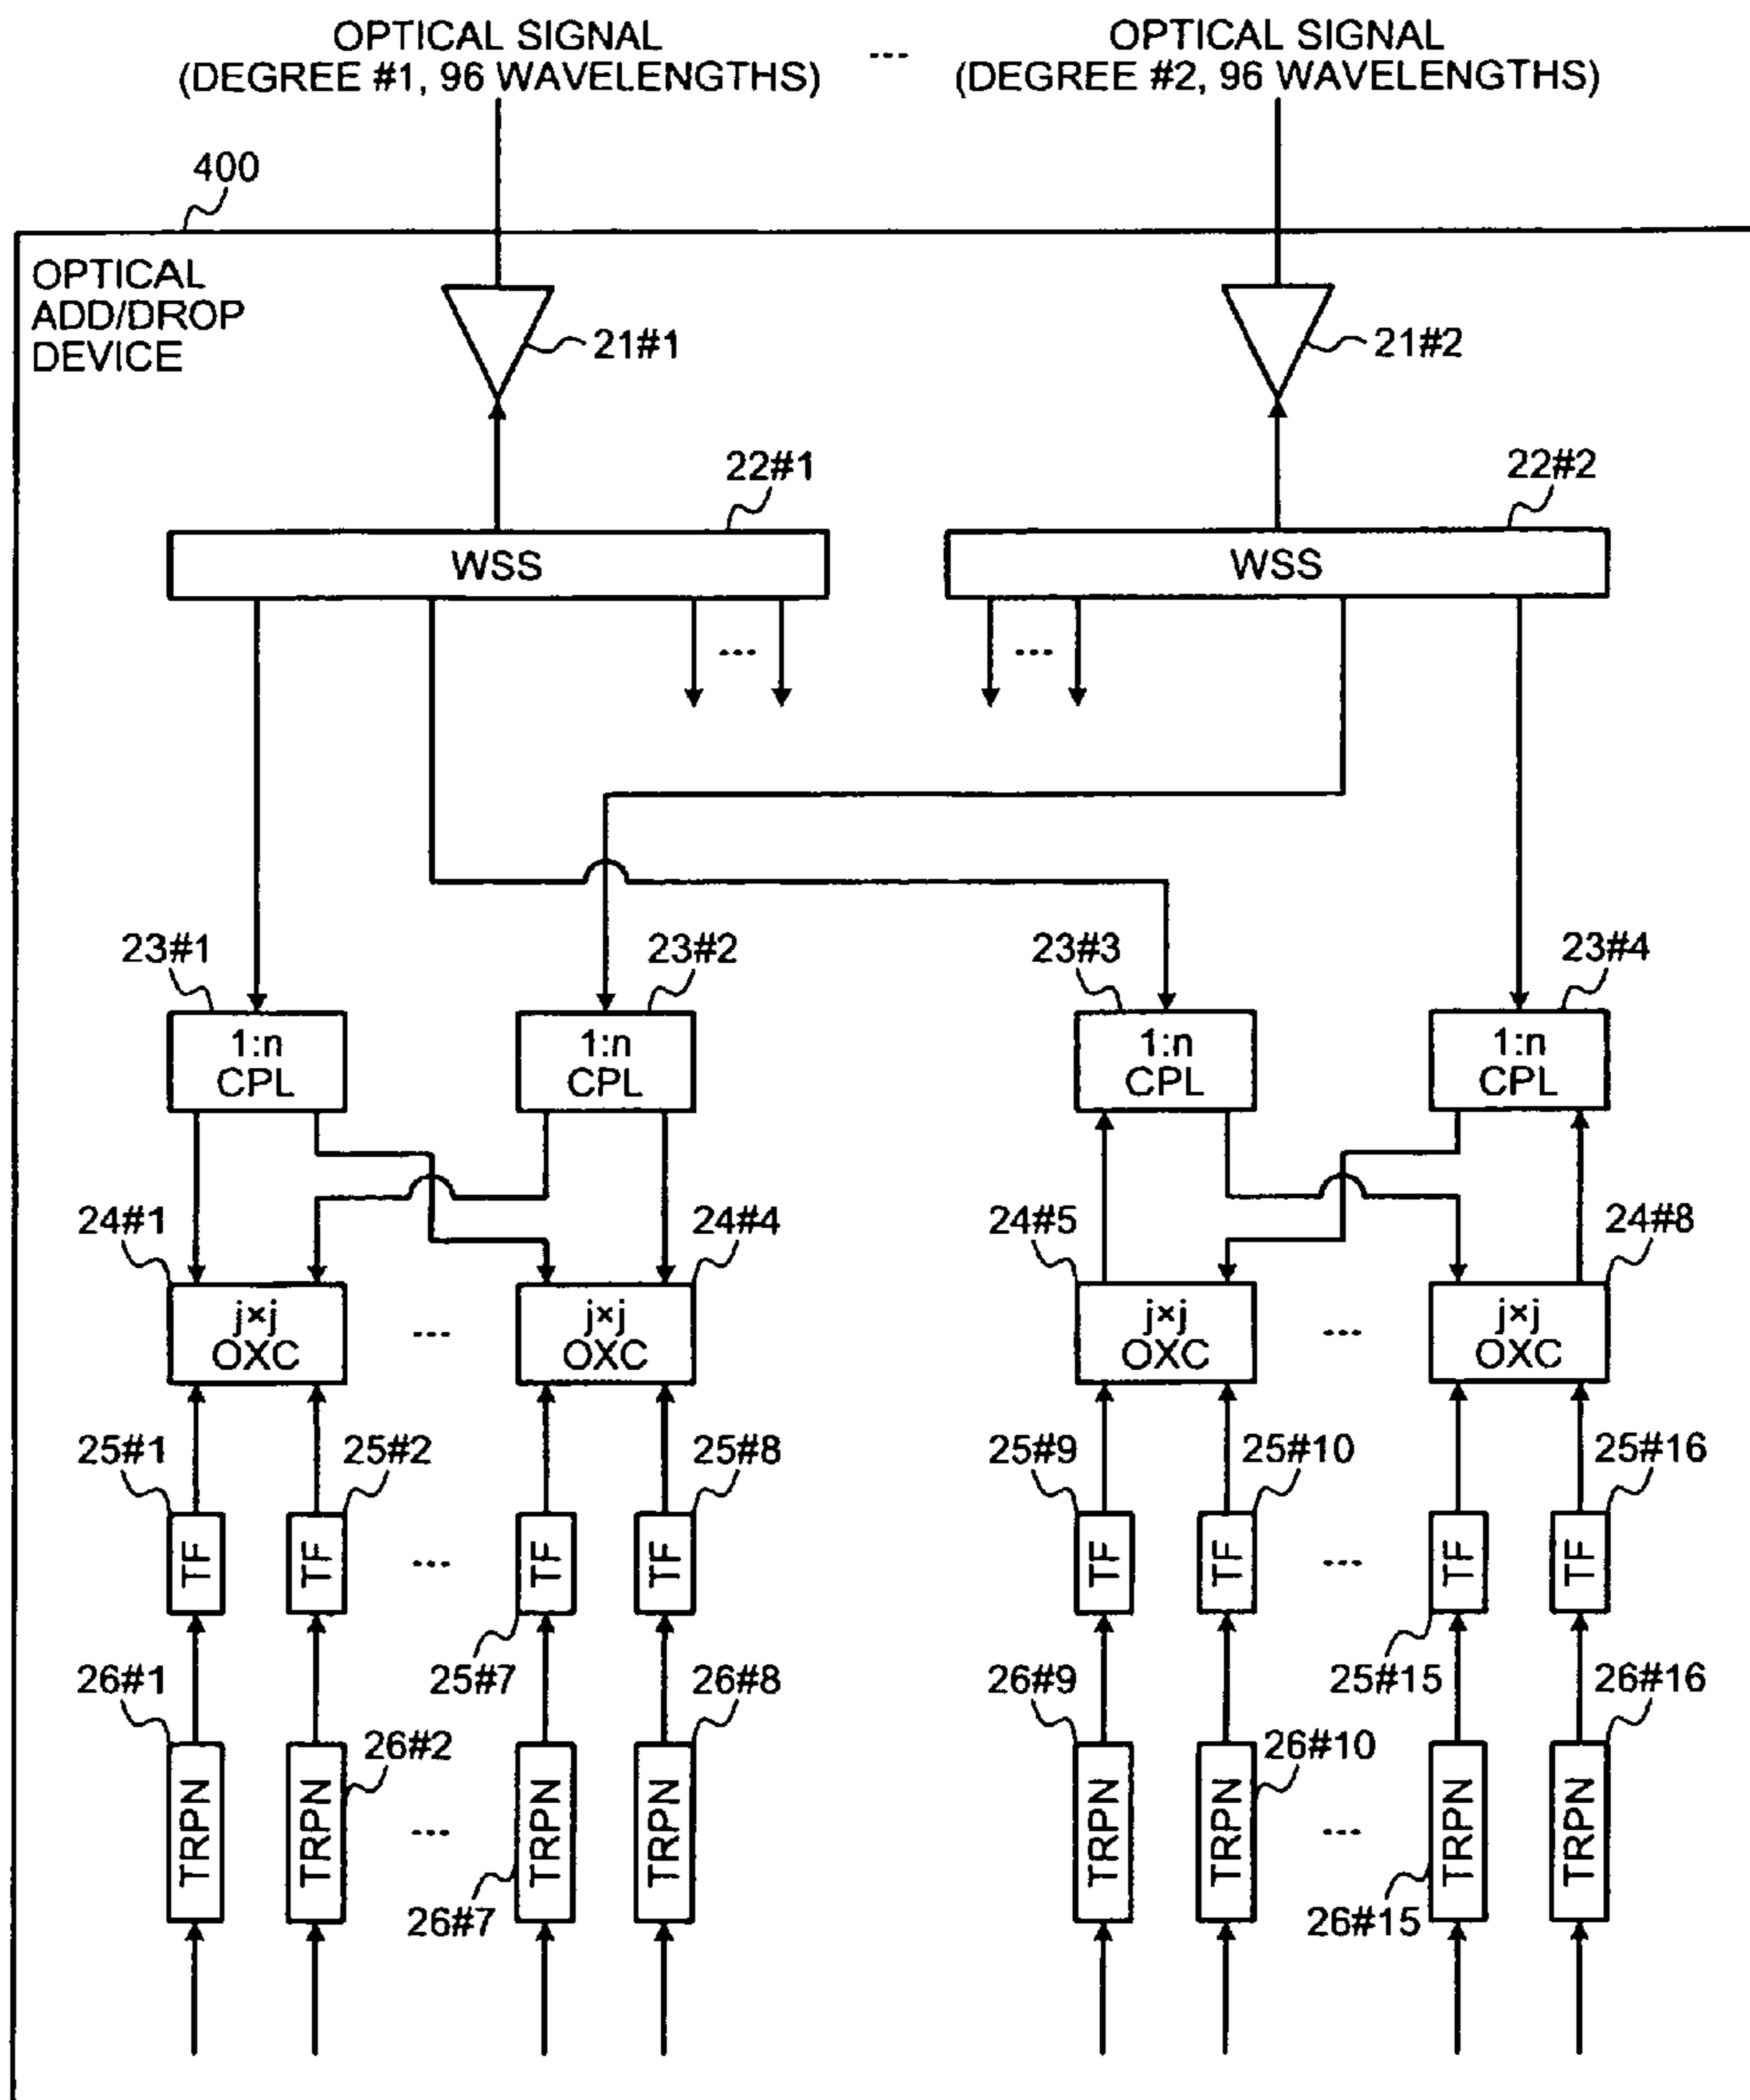 OPTICAL SIGNAL
(DEGREE #1, 96 WAVELENGTHS)
...
OPTICAL SIGNAL
(DEGREE #2, 96 WAVELENGTHS)
400
OPTICAL
ADD/DROP
DEVICE
21#1
21#2
22#1
22#2
WSS
WSS
...
...
23#1
23#2
23#3
23#4
1:n
CPL
1:n
CPL
1:n
CPL
1:n
CPL
24#1
24#4
24#5
24#8
j×j
OXC
...
j×j
OXC
j×j
OXC
...
j×j
OXC
25#1
25#2
25#8
25#9
25#10
25#16
TF
TF
...
TF
TF
TF
TF
...
TF
TF
25#7
25#15
26#1
26#8
26#9
26#16
26#2
26#10
TRPN
TRPN
...
TRPN
TRPN
TRPN
TRPN
...
TRPN
TRPN
26#7
26#15